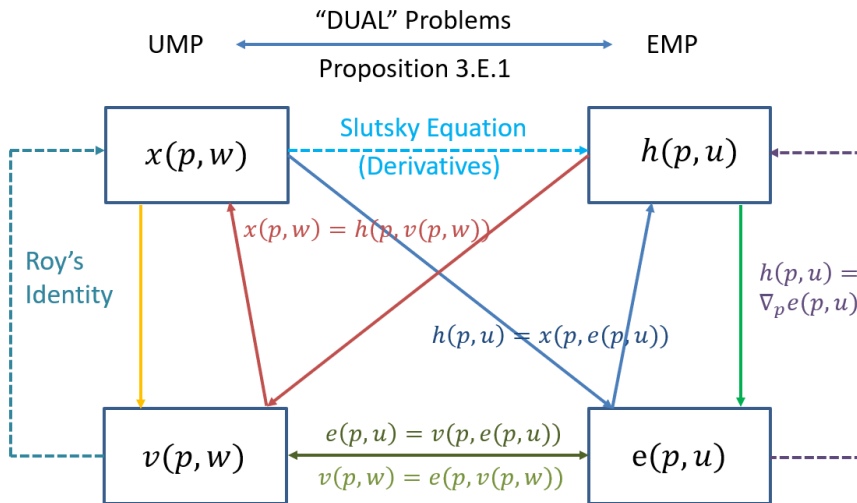 “DUAL” Problems
UMP
EMP
Proposition 3.E.1
Slutsky Equation
(Derivatives)
x(p, w)
h(p, u)
x(p, w) = h(p, v(p, w))
Roy’s
Identity
h(p, u) =
∇ₚe(p, u)
h(p, u) = x(p, e(p, u))
e(p, u) = v(p, e(p, u))
v(p, w)
e(p, u)
v(p, w) = e(p, v(p, w))